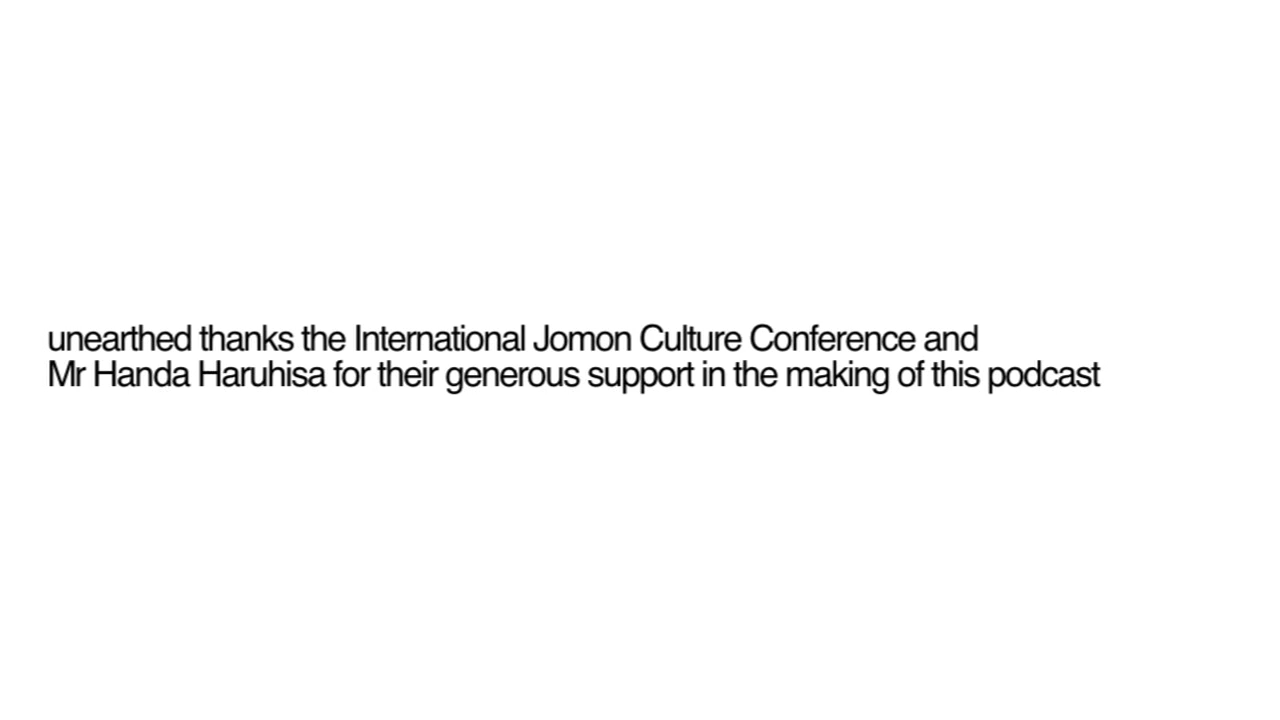 unearthed thanks the International Jomon Culture Conference and
Mr Handa Haruhisa for their generous support in the making of this podcast